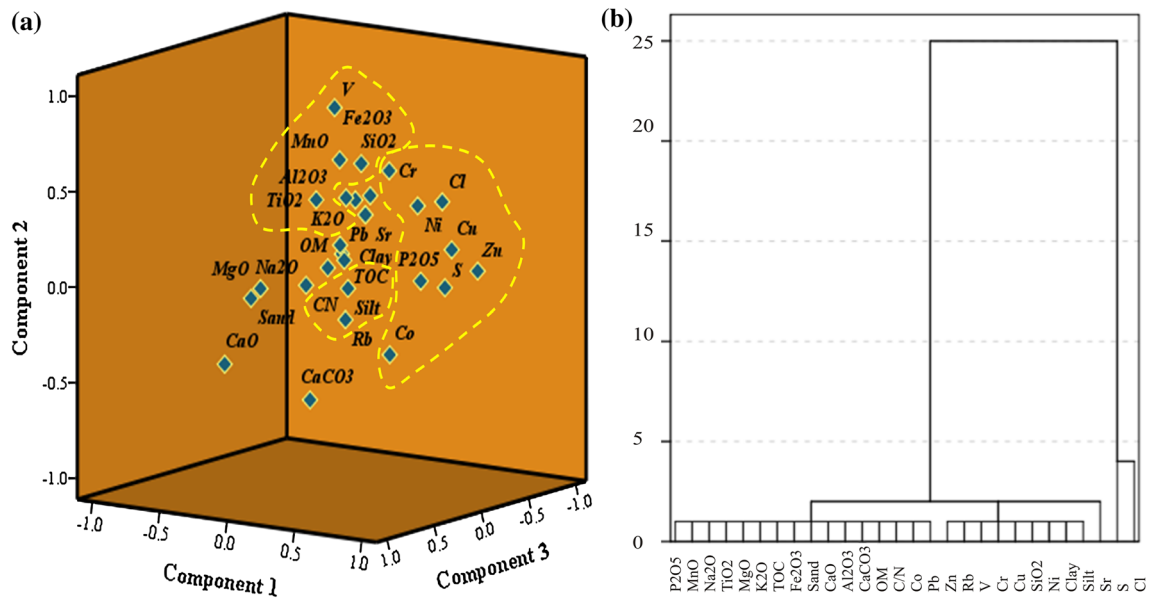 (a)
V
Fe2O3
MnO
SiO2
Cr
Al2O3
Cl
TiO2
K2O
Ni
Cu
Pb
Sr
OM
Zn
Clay
P2O5
S
MgO
Na2O
TOC
CN
Silt
Sand
Rb
Co
CaO
CaCO3
1.0
0.5
0.0
-0.5
-1.0
Component 2
-1.0
-0.5
0.0
0.5
1.0
Component 1
1.0
0.5
0.0
-0.5
-1.0
Component 3
(b)
25
20
15
10
5
0
P2O5
MnO
Na2O
TiO2
MgO
K2O
TOC
Fe2O3
Sand
CaO
Al2O3
CaCO3
OM
C/N
Co
Pb
Zn
Rb
V
Cr
Cu
SiO2
Ni
Clay
Silt
Sr
S
Cl